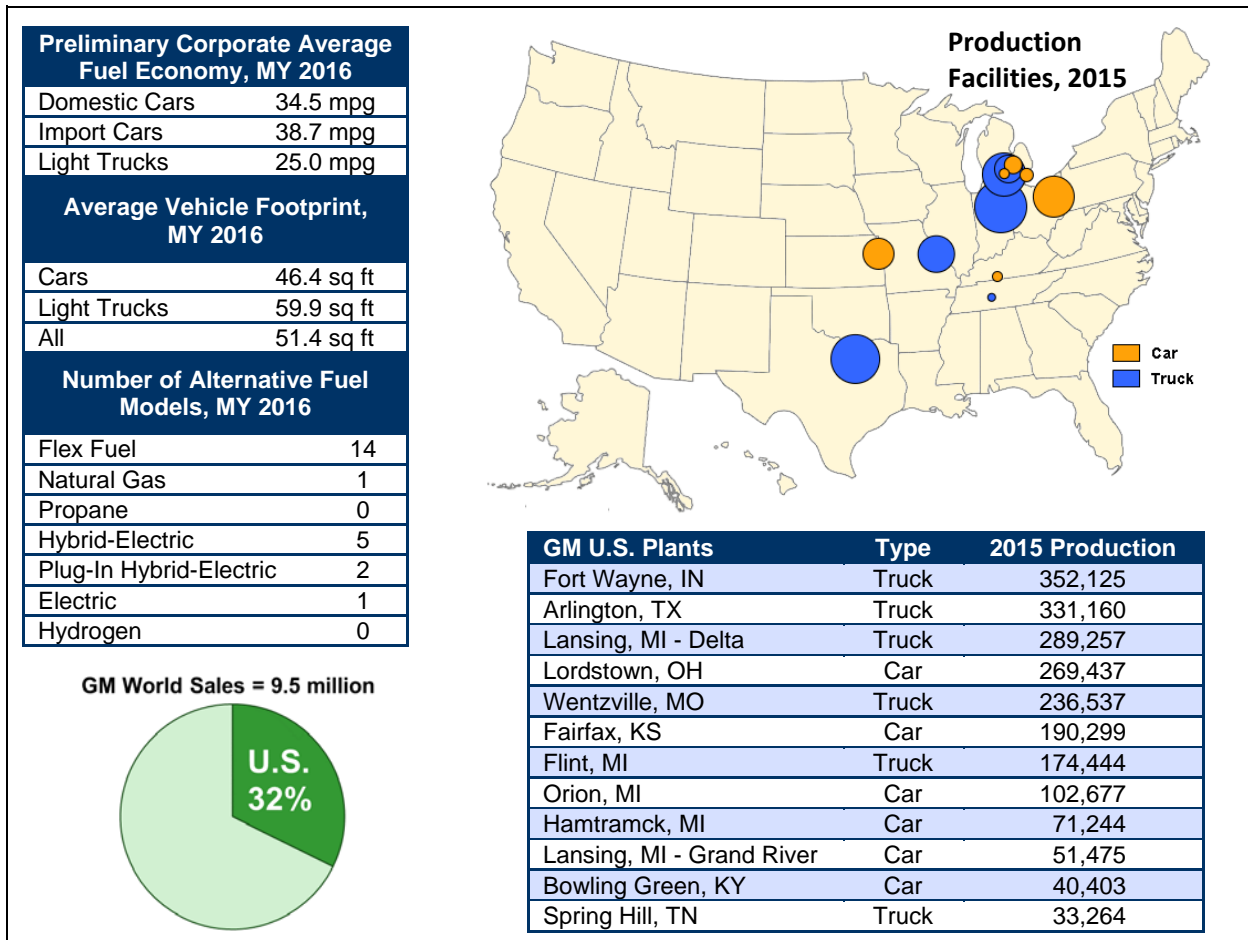 Preliminary Corporate Average
Fuel Economy, MY 2016
Domestic Cars 34.5 mpg
Import Cars 38.7 mpg
Light Trucks 25.0 mpg
Average Vehicle Footprint,
MY 2016
Cars 46.4 sq ft
Light Trucks 59.9 sq ft
All 51.4 sq ft
Number of Alternative Fuel
Models, MY 2016
Flex Fuel 14
Natural Gas 1
Propane 0
Hybrid-Electric 5
Plug-In Hybrid-Electric 2
Electric 1
Hydrogen 0
GM World Sales = 9.5 million
U.S.
32%
Production
Facilities, 2015
Car
Truck
GM U.S. Plants Type 2015 Production
Fort Wayne, IN Truck 352,125
Arlington, TX Truck 331,160
Lansing, MI - Delta Truck 289,257
Lordstown, OH Car 269,437
Wentzville, MO Truck 236,537
Fairfax, KS Car 190,299
Flint, MI Truck 174,444
Orion, MI Car 102,677
Hamtramck, MI Car 71,244
Lansing, MI - Grand River Car 51,475
Bowling Green, KY Car 40,403
Spring Hill, TN Truck 33,264